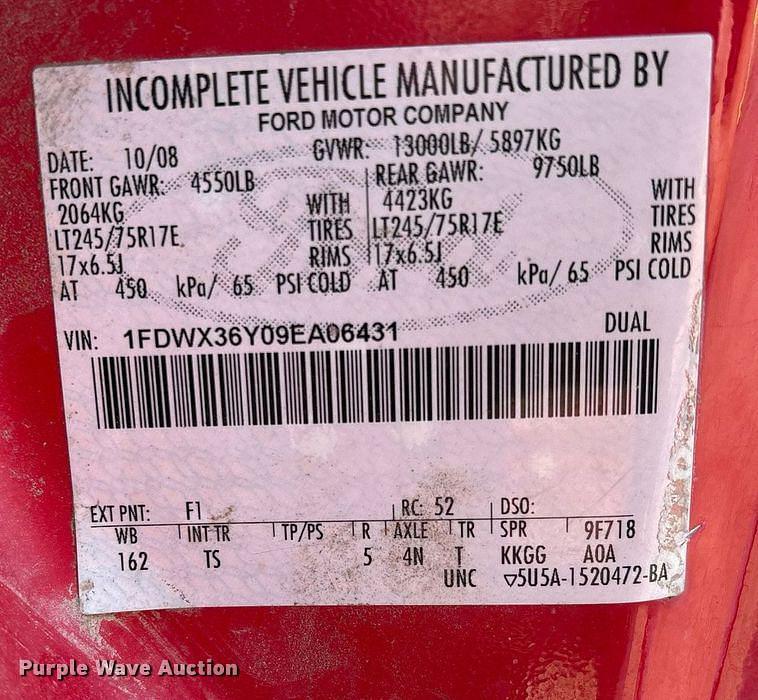 INCOMPLETE VEHICLE MANUFACTURED BY
FORD MOTOR COMPANY
DATE: 10/08 GVWR: 13000LB/ 5897KG
FRONT GAWR: 4550LB REAR GAWR: 9750LB
2064KG WITH 4423KG WITH
LT245/75R17E TIRES LT245/75R17E TIRES
17x6.5J RIMS 17x6.5J RIMS
AT 450 kPa/ 65 PSI COLD AT 450 kPa/ 65 PSI COLD
VIN: 1FDWX36Y09EA06431 DUAL
EXT PNT: F1 RC: 52 DSO:
WB INT TR TP/PS R AXLE TR SPR 9F718
162 TS 5 4N T KKGG A0A
UNC ▽5U5A-1520472-BA
Purple Wave Auction